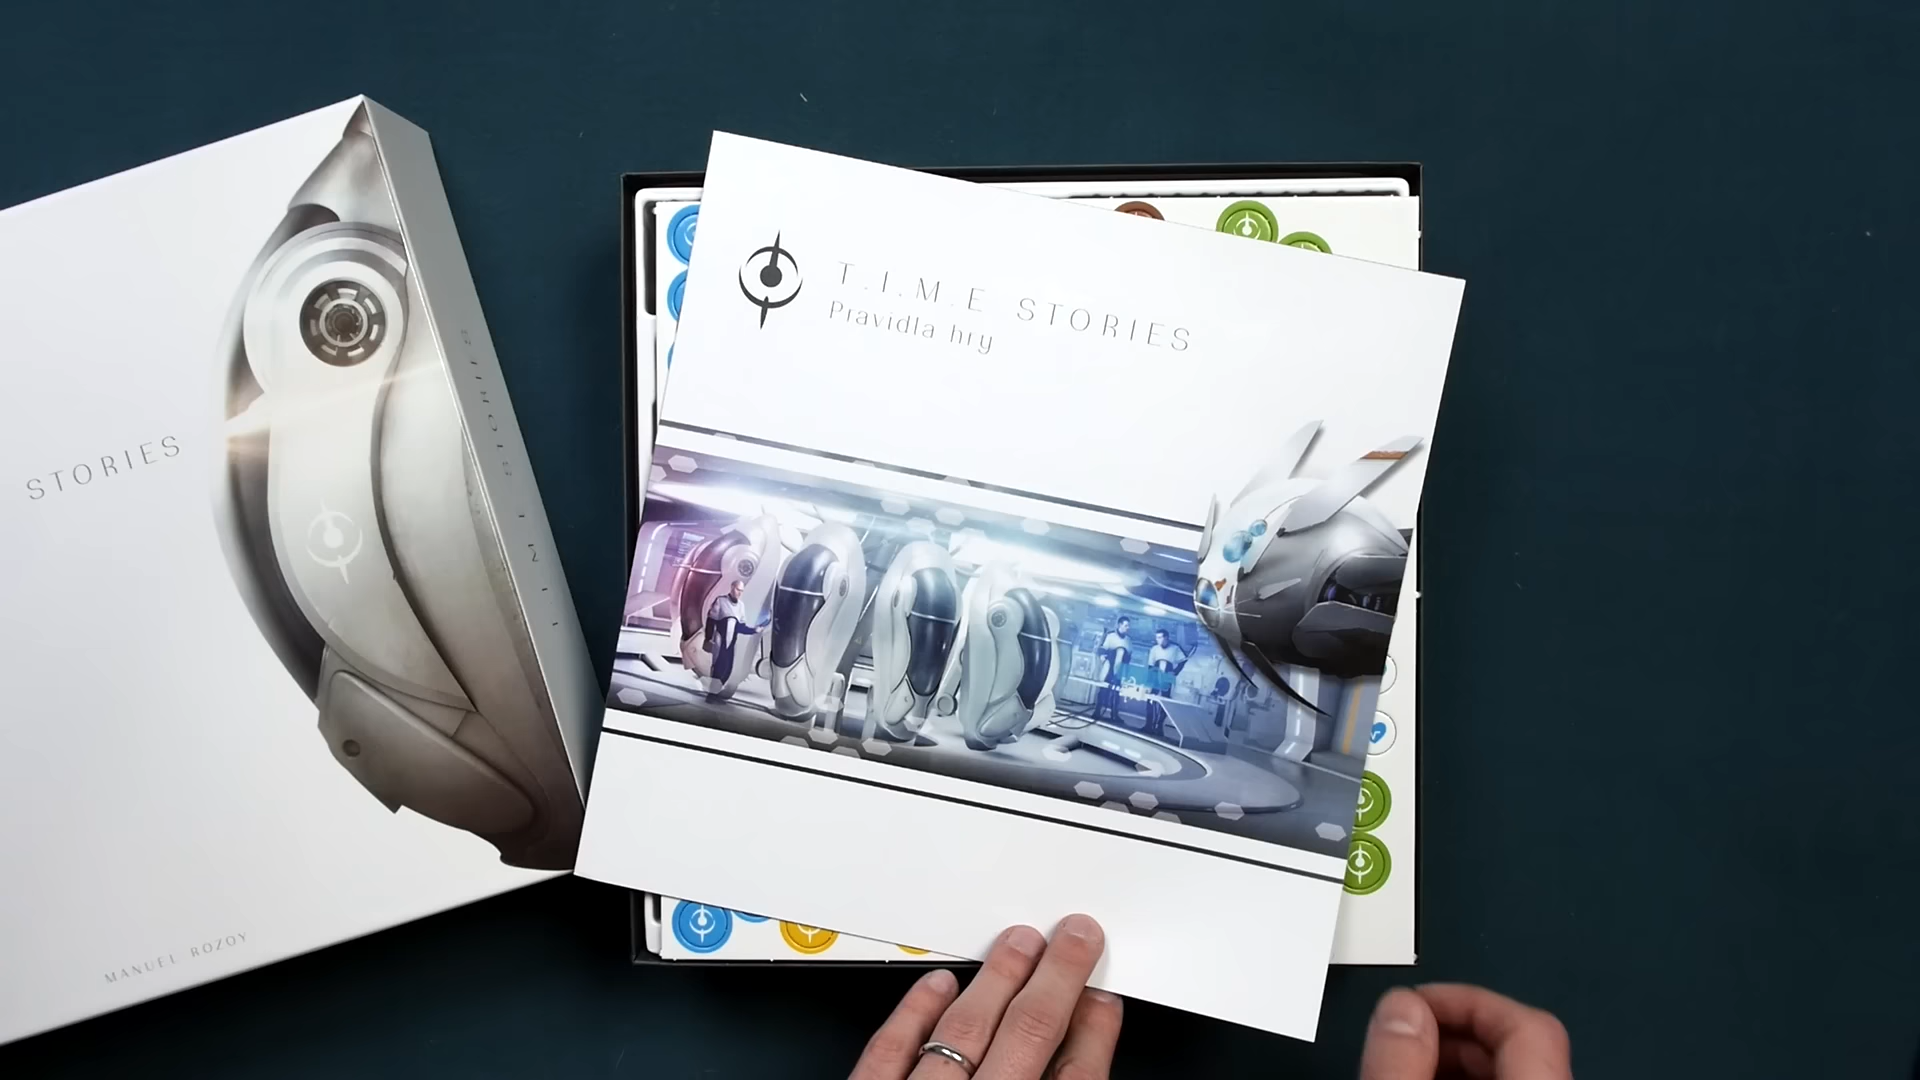 STORIES
MANUEL ROZOY
T.I.M.E STORIES
Pravidla hry